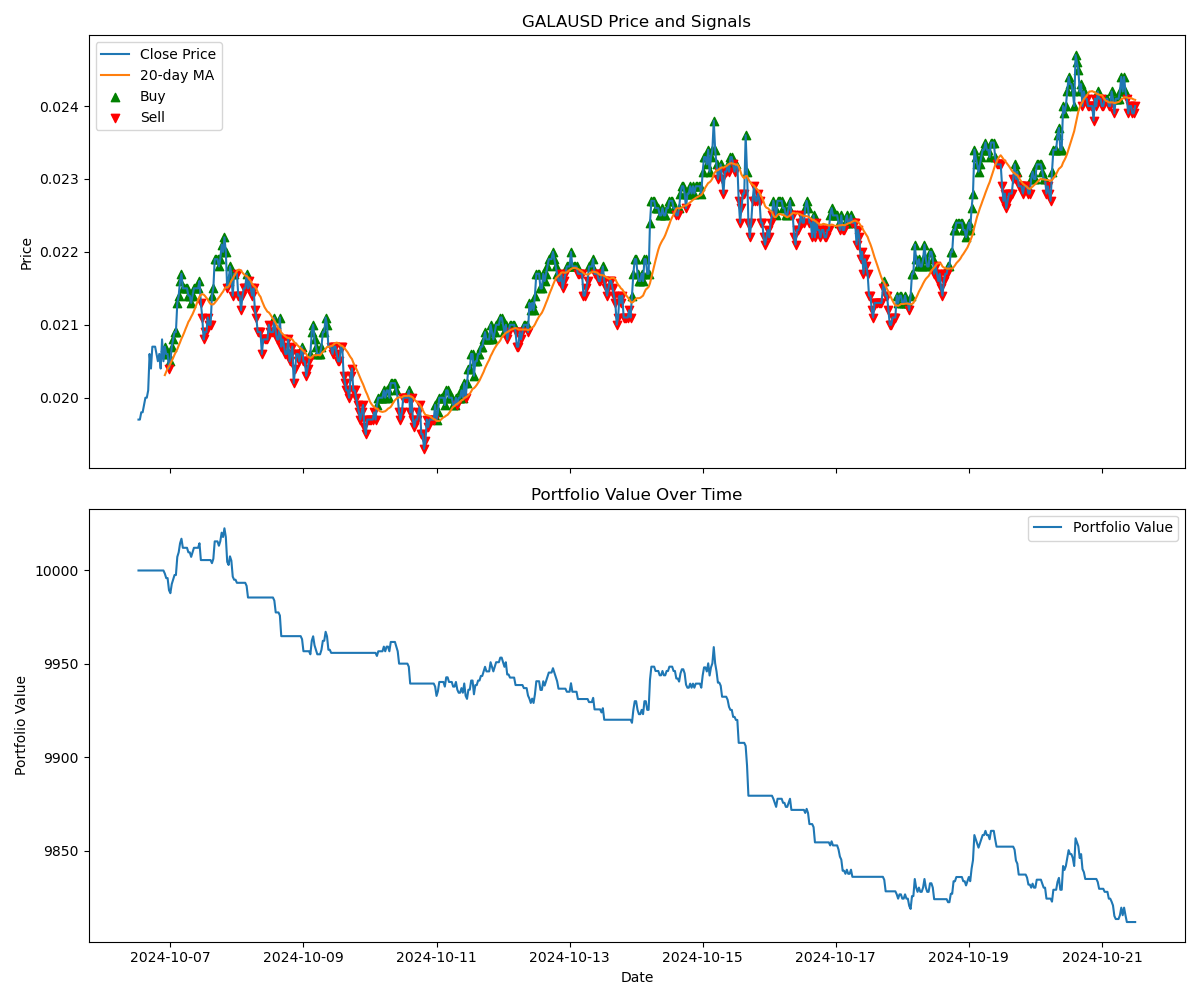 GALAUSD Price and Signals
Close Price
20-day MA
Buy
Sell
0.024
0.023
0.022
0.021
0.020
Price
Portfolio Value Over Time
Portfolio Value
10000
9950
9900
9850
Portfolio Value
2024-10-07
2024-10-09
2024-10-11
2024-10-13
2024-10-15
2024-10-17
2024-10-19
2024-10-21
Date